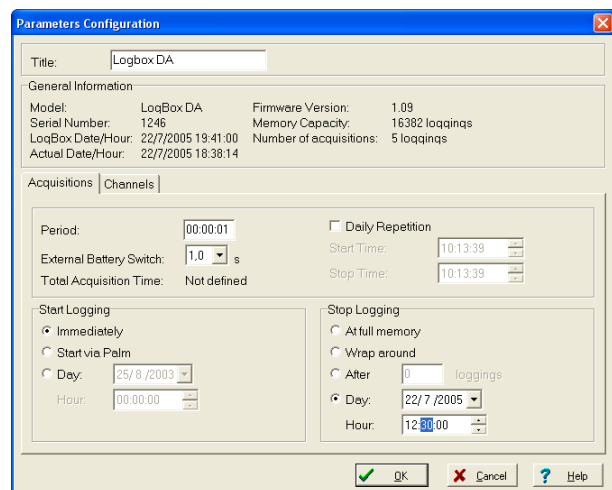 Parameters Configuration
Title: Logbox DA
General Information
Model: LogBox DA Firmware Version: 1.09
Serial Number: 1246 Memory Capacity: 16382 loggings
LogBox Date/Hour: 22/7/2005 19:41:00 Number of acquisitions: 5 loggings
Actual Date/Hour: 22/7/2005 18:38:14
Acquisitions Channels
Period: 00:00:01 Daily Repetition
External Battery Switch: 1,0 s Start Time: 10:13:39
Total Acquisition Time: Not defined Stop Time: 10:13:39
Start Logging Stop Logging
Immediately At full memory
Start via Palm Wrap around
Day: 25/ 8 /2003 After 0 loggings
Hour: 00:00:00 Day: 22/ 7 /2005
Hour: 12:30:00
OK Cancel ? Help